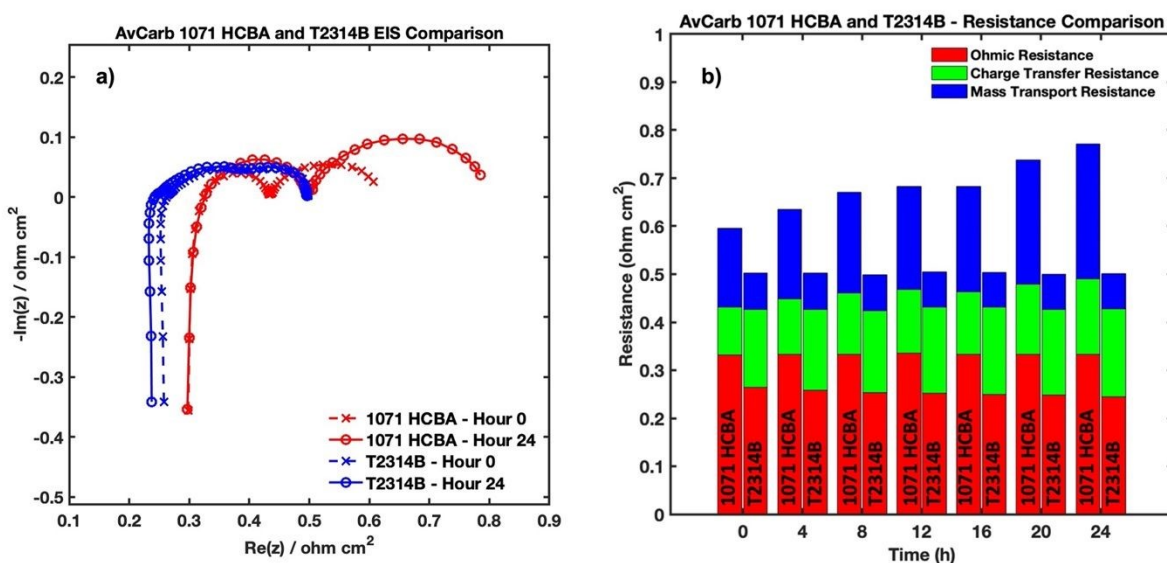 AvCarb 1071 HCBA and T2314B EIS Comparison
a)
-Im(z) / ohm cm2
0.2
0.1
0
-0.1
-0.2
-0.3
-0.4
-0.5
0.1 0.2 0.3 0.4 0.5 0.6 0.7 0.8 0.9
Re(z) / ohm cm2
1071 HCBA - Hour 0
1071 HCBA - Hour 24
T2314B - Hour 0
T2314B - Hour 24
AvCarb 1071 HCBA and T2314B - Resistance Comparison
b)
Ohmic Resistance
Charge Transfer Resistance
Mass Transport Resistance
Resistance (ohm cm2)
1
0.9
0.8
0.7
0.6
0.5
0.4
0.3
0.2
0.1
0
1071 HCBA
T2314B
1071 HCBA
T2314B
1071 HCBA
T2314B
1071 HCBA
T2314B
1071 HCBA
T2314B
1071 HCBA
T2314B
1071 HCBA
T2314B
0 4 8 12 16 20 24
Time (h)